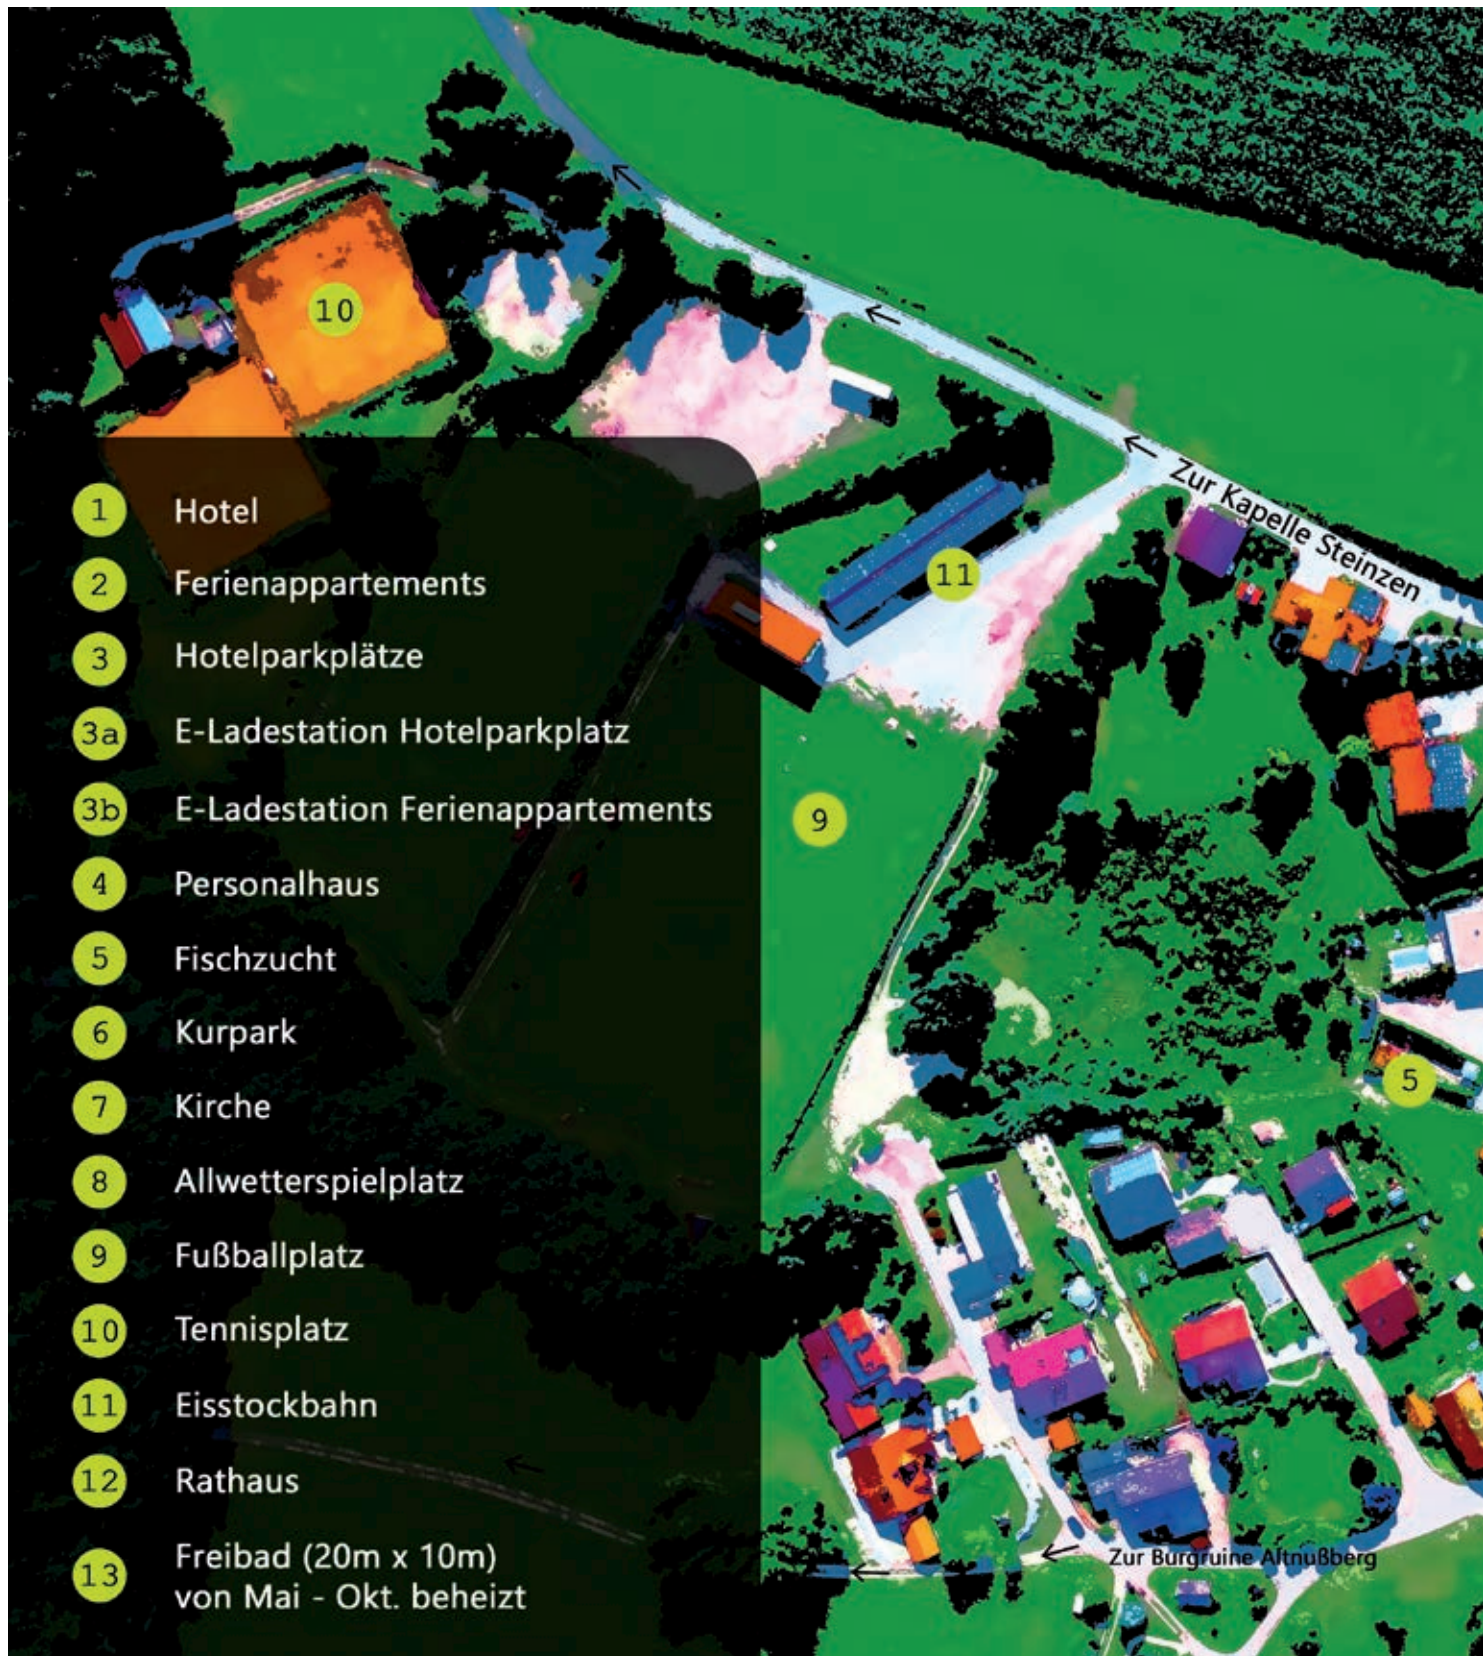 10
Zur Kapelle Steinzen
11
1 Hotel
2 Ferienappartements
3 Hotelparkplätze
3a E-Ladestation Hotelparkplatz
3b E-Ladestation Ferienappartements
9
4 Personalhaus
5 Fischzucht
6 Kurpark
5
7 Kirche
8 Allwetterspielplatz
9 Fußballplatz
10 Tennisplatz
11 Eisstockbahn
12 Rathaus
13 Freibad (20m x 10m)
von Mai - Okt. beheizt
Zur Burgruine Altnußberg